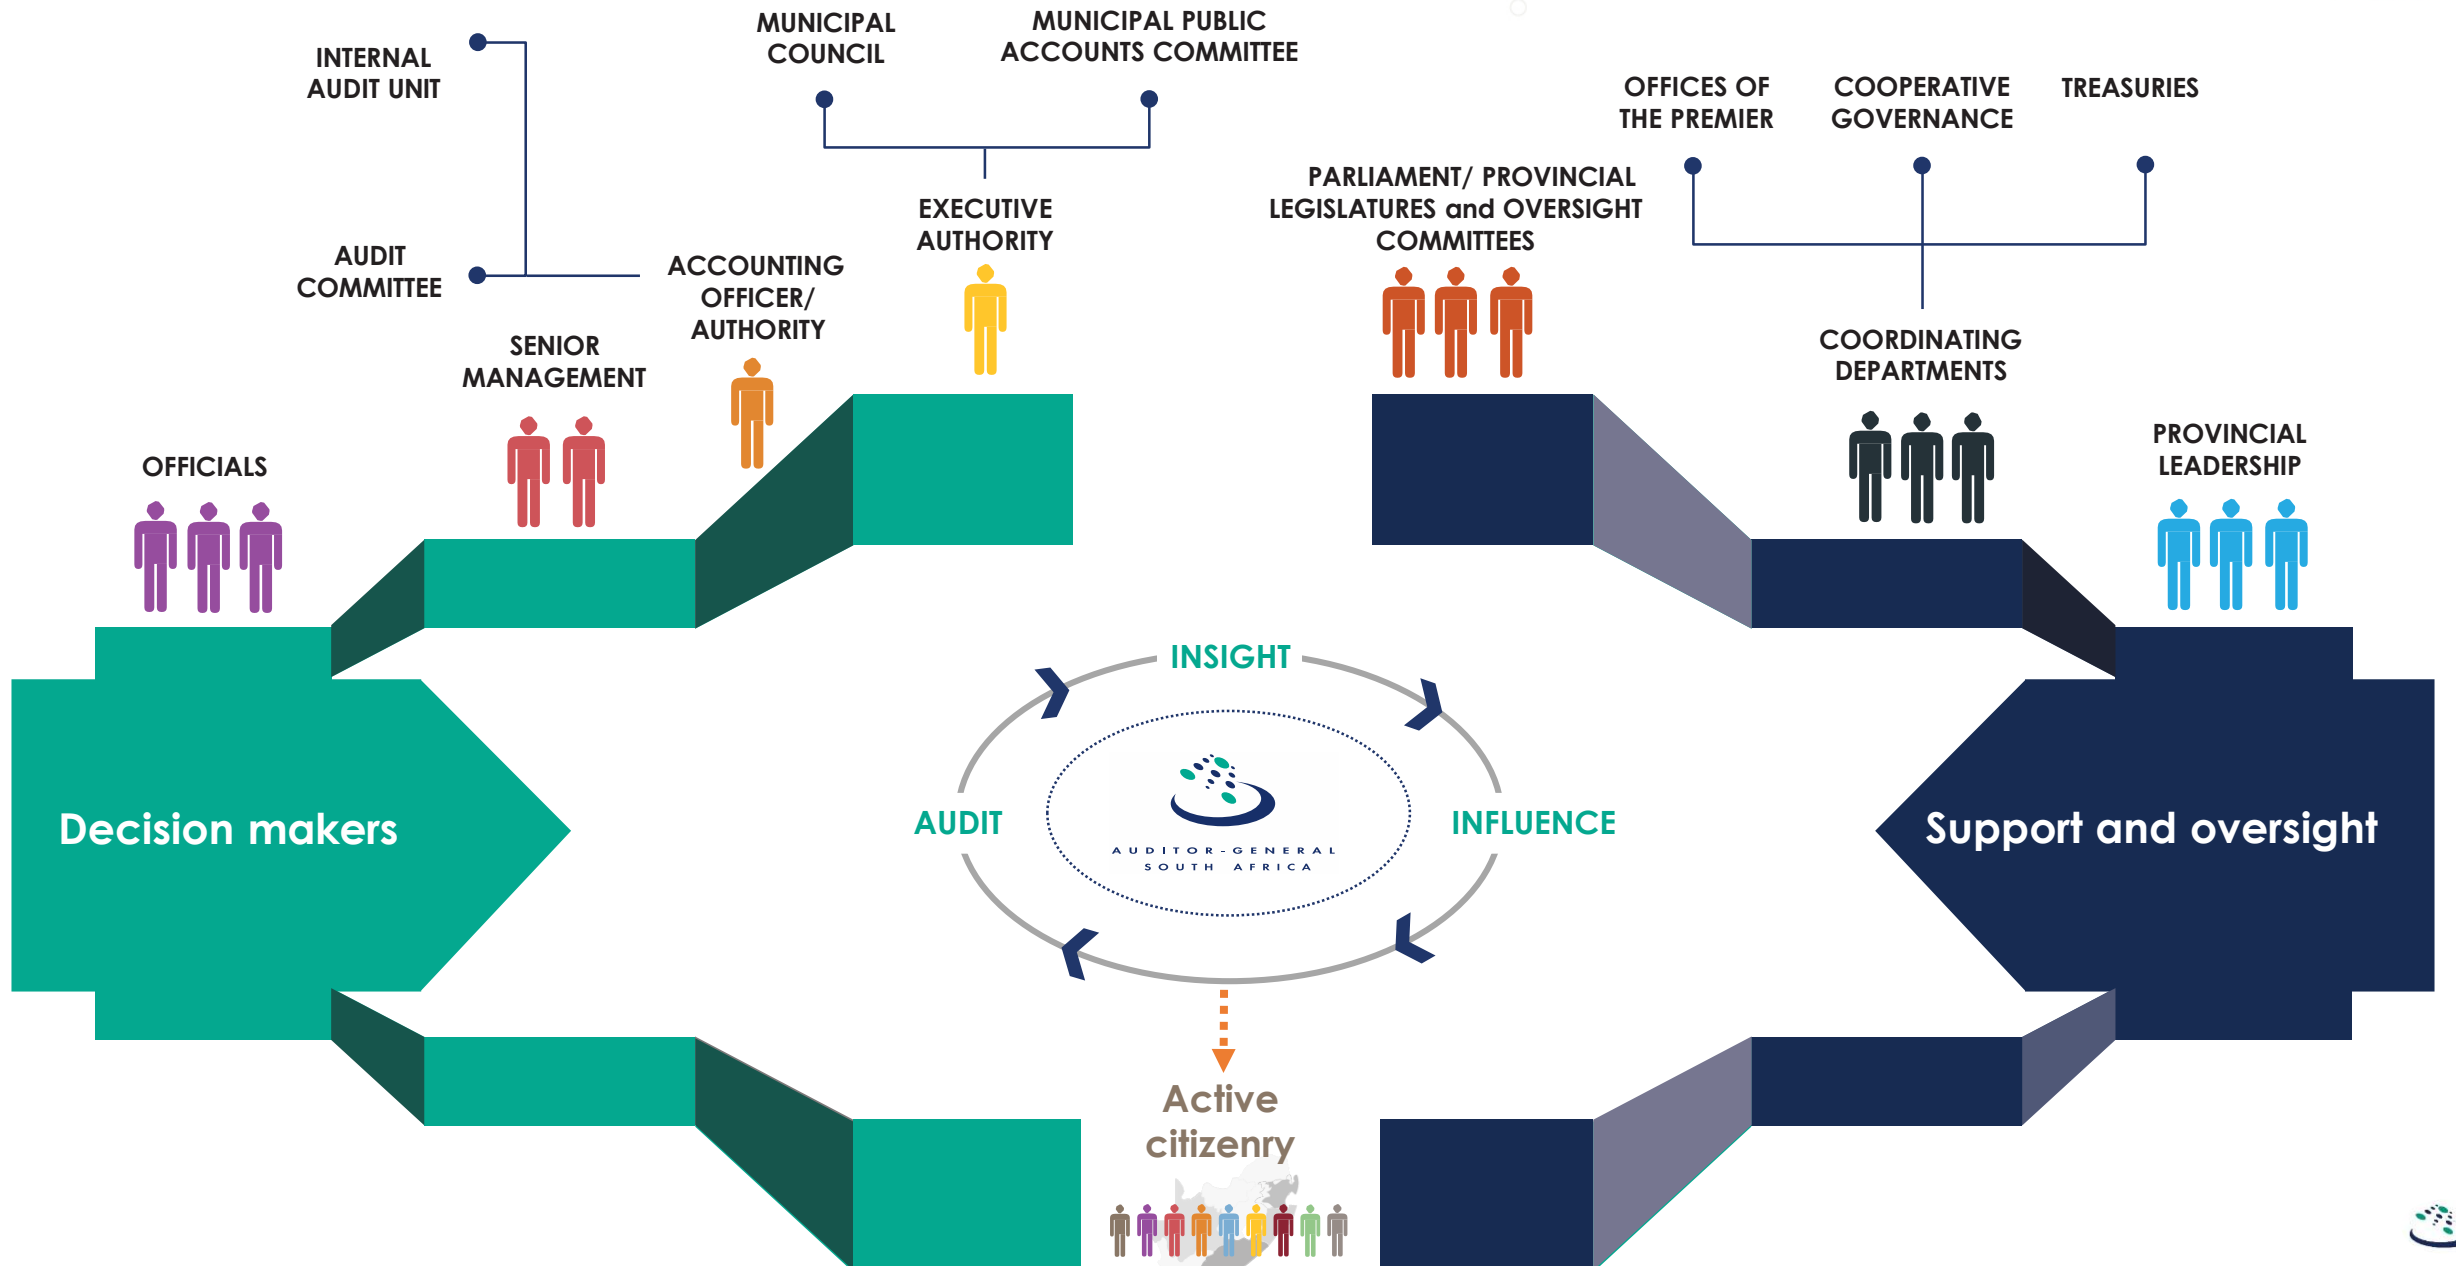 INTERNAL
AUDIT UNIT
MUNICIPAL
COUNCIL
MUNICIPAL PUBLIC
ACCOUNTS COMMITTEE
OFFICES OF
THE PREMIER
COOPERATIVE
GOVERNANCE
TREASURIES
AUDIT
COMMITTEE
ACCOUNTING
OFFICER/
AUTHORITY
EXECUTIVE
AUTHORITY
PARLIAMENT/ PROVINCIAL
LEGISLATURES and OVERSIGHT
COMMITTEES
SENIOR
MANAGEMENT
COORDINATING
DEPARTMENTS
OFFICIALS
PROVINCIAL
LEADERSHIP
Decision makers
INSIGHT
AUDIT
INFLUENCE
AUDITOR-GENERAL
SOUTH AFRICA
Support and oversight
Active
citizenry